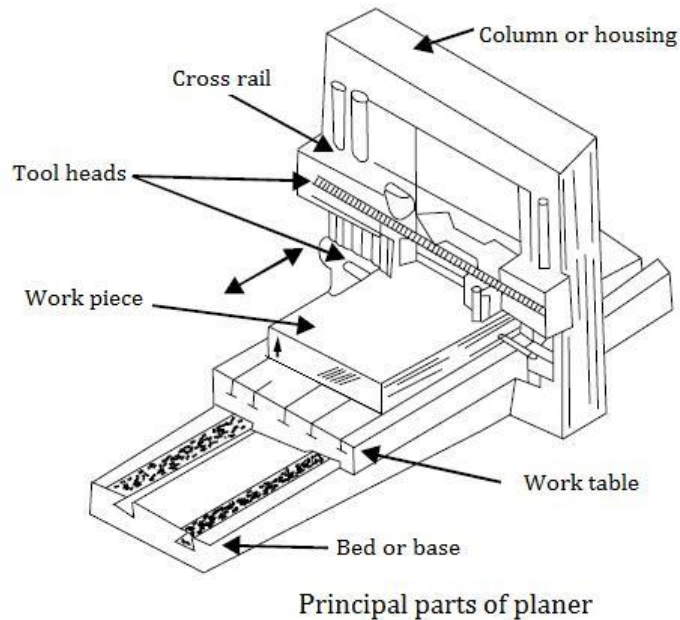 Column or housing
Cross rail
Tool heads
Work piece
Work table
Bed or base
Principal parts of planer